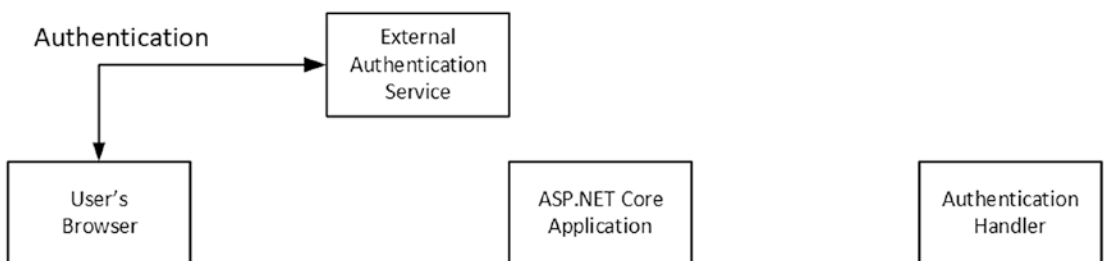 Authentication
External
Authentication
Service
User’s
Browser
ASP.NET Core
Application
Authentication
Handler